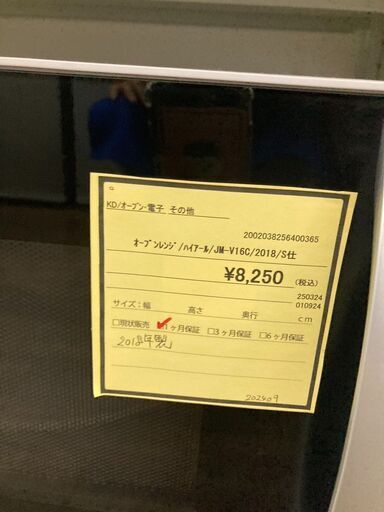 KD/オーブン・電子 その他
2002038256400365
オーブンレンジ/ハイアール/JM-V16C/2018/S仕
¥8,250 (税込)
250324
010924
サイズ：幅 高さ 奥行 cm
□現状販売 ✓1ヶ月保証 □3ヶ月保証 □6ヶ月保証
2018年製
202409